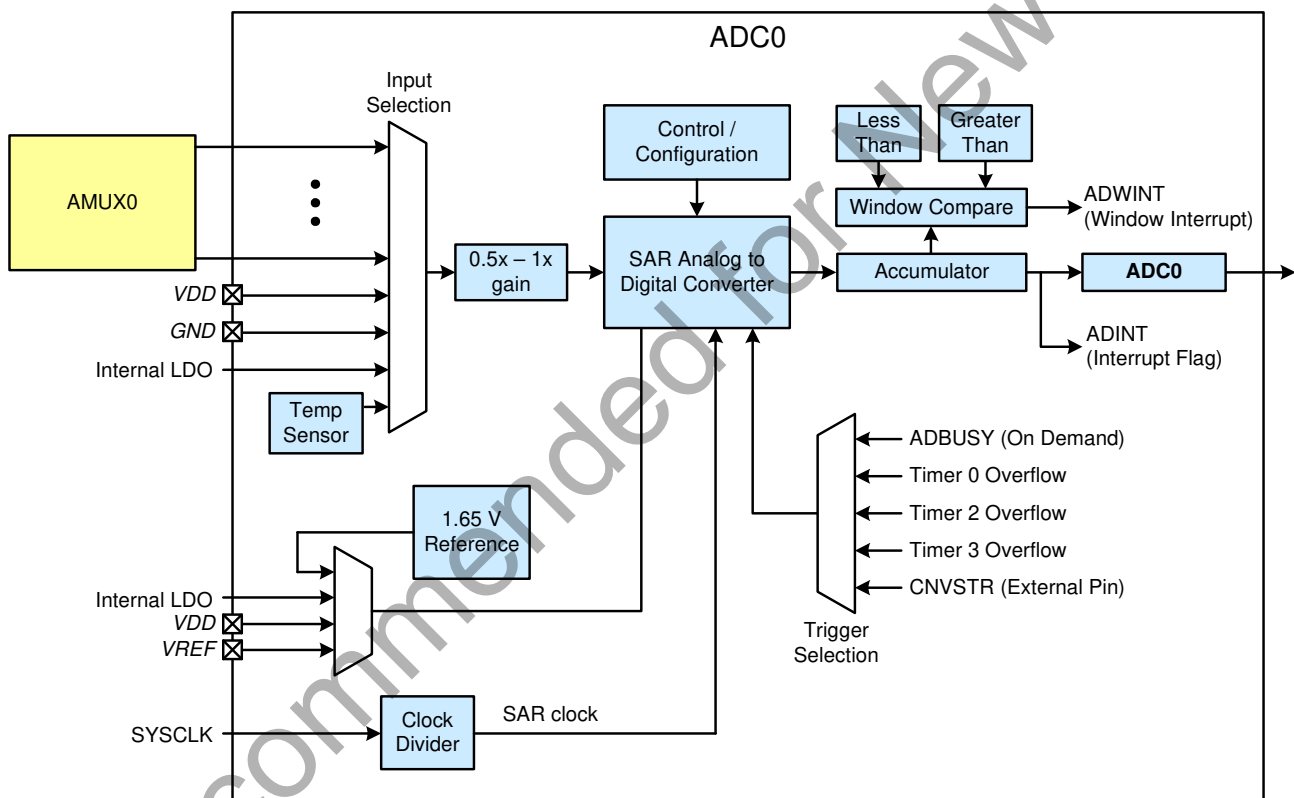 ADC0
Input
Selection
AMUX0
VDD
GND
Internal LDO
Temp
Sensor
0.5x – 1x
gain
Control /
Configuration
SAR Analog to
Digital Converter
Less
Than
Greater
Than
Window Compare
ADWINT
(Window Interrupt)
Accumulator
ADC0
ADINT
(Interrupt Flag)
ADBUSY (On Demand)
Timer 0 Overflow
Timer 2 Overflow
Timer 3 Overflow
CNVSTR (External Pin)
Trigger
Selection
1.65 V
Reference
Internal LDO
VDD
VREF
SYSCLK
Clock
Divider
SAR clock
commended for New